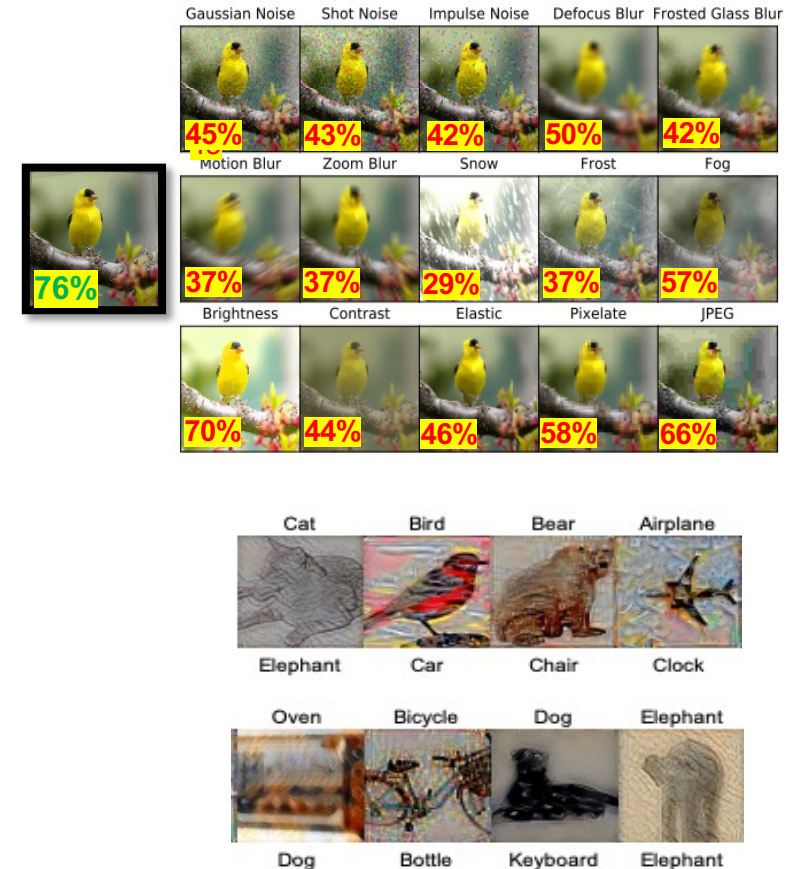 Gaussian Noise Shot Noise Impulse Noise Defocus Blur Frosted Glass Blur
45% 43% 42% 50% 42%
Motion Blur Zoom Blur Snow Frost Fog
76%
37% 37% 29% 37% 57%
Brightness Contrast Elastic Pixelate JPEG
70% 44% 46% 58% 66%
Cat Bird Bear Airplane
Elephant Car Chair Clock
Oven Bicycle Dog Elephant
Dog Bottle Keyboard Elephant